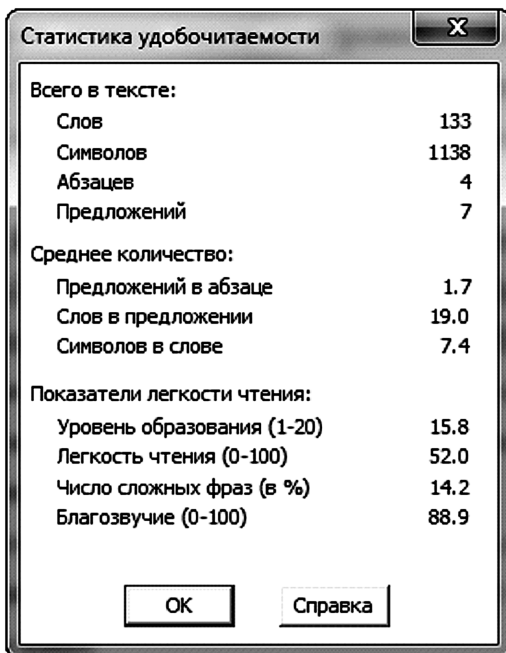 Статистика удобочитаемости
X
Всего в тексте:
Слов 133
Символов 1138
Абзацев 4
Предложений 7
Среднее количество:
Предложений в абзаце 1.7
Слов в предложении 19.0
Символов в слове 7.4
Показатели легкости чтения:
Уровень образования (1-20) 15.8
Легкость чтения (0-100) 52.0
Число сложных фраз (в %) 14.2
Благозвучие (0-100) 88.9
ОК Справка